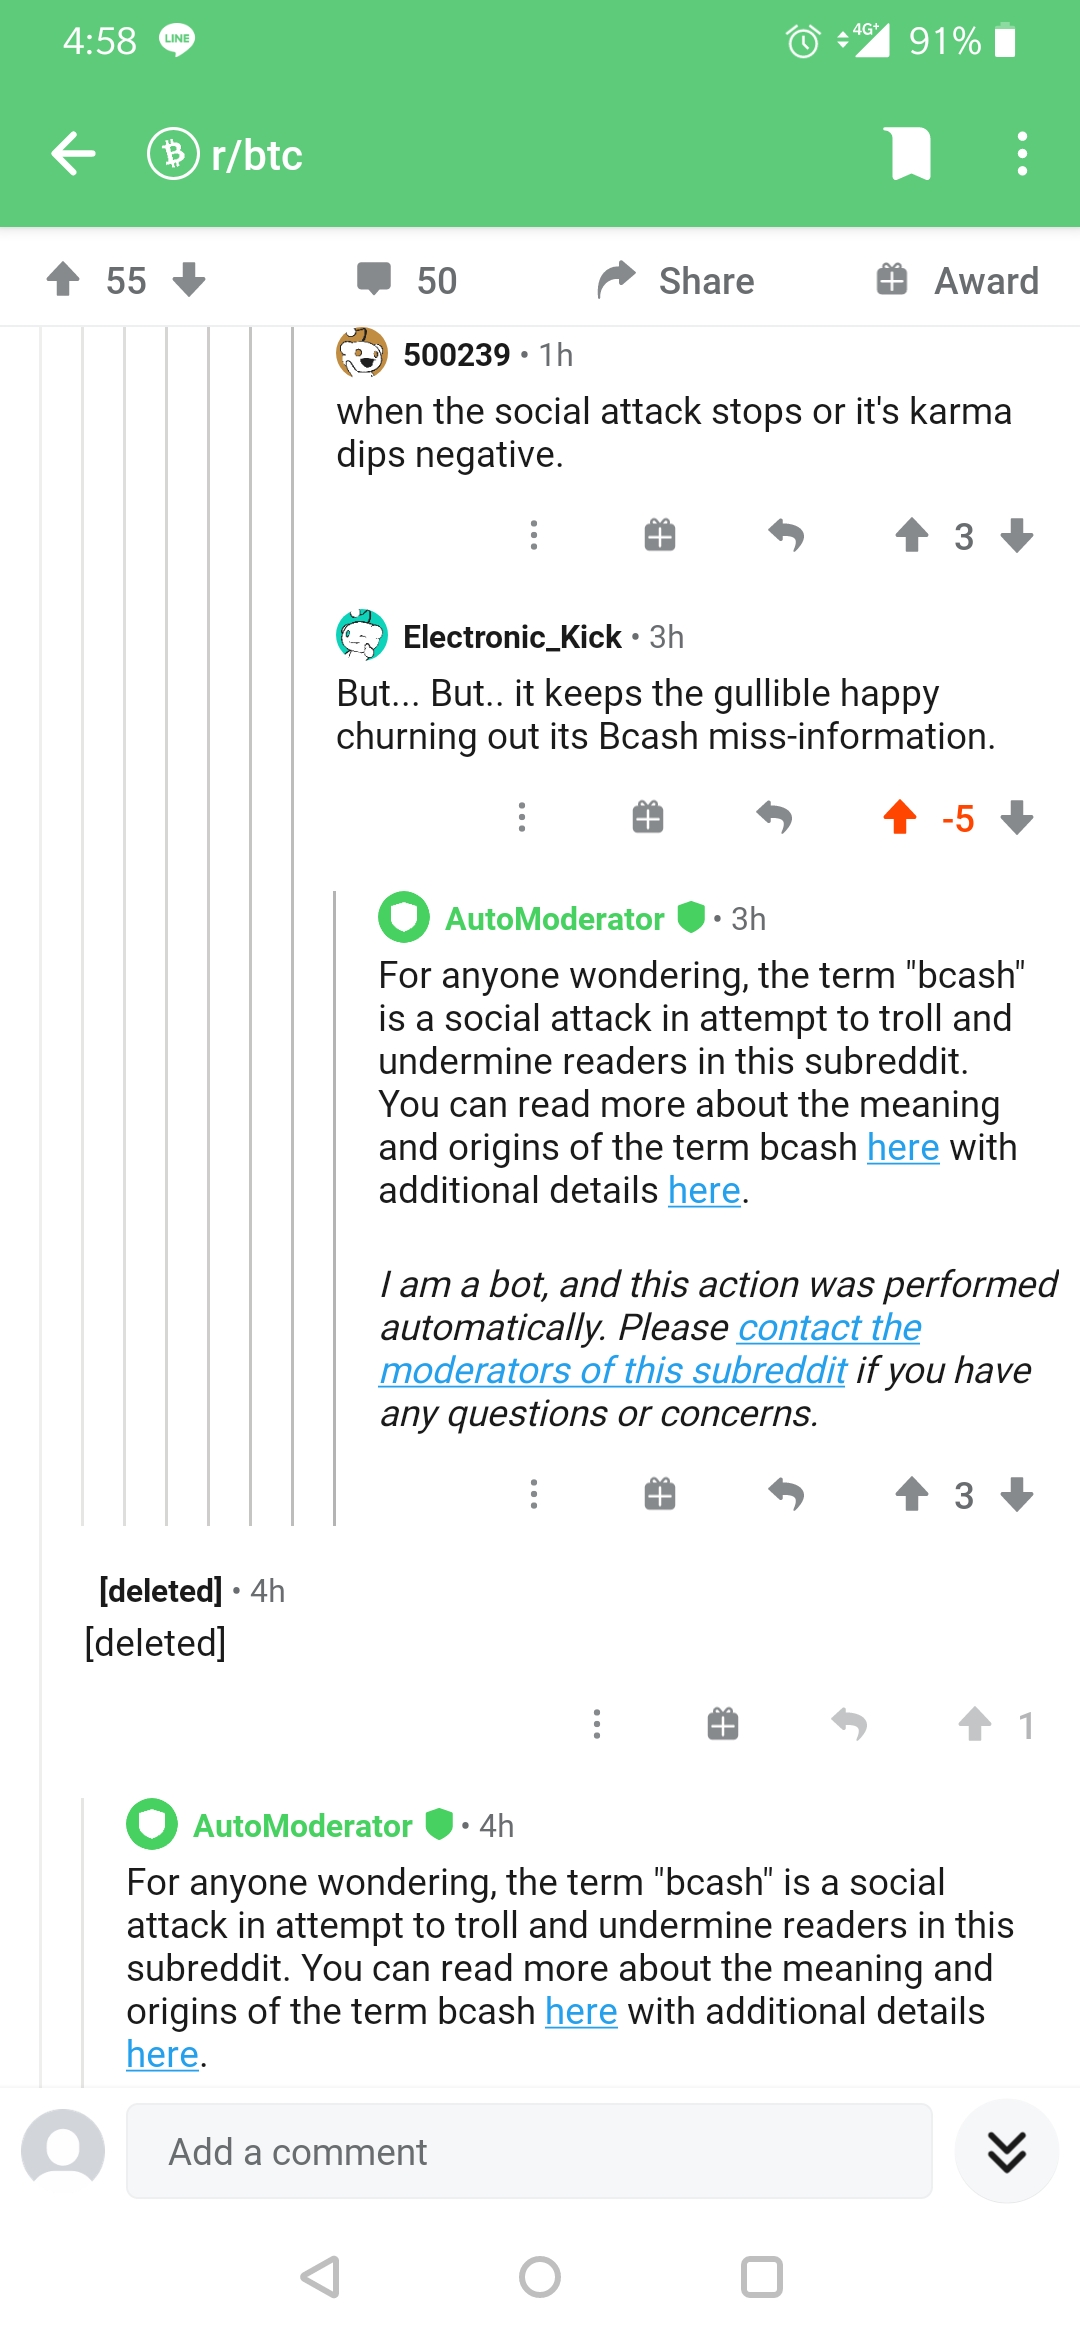 4:58 LINE 4G+ 91%
r/btc
55 50 Share Award
500239 • 1h
when the social attack stops or it's karma
dips negative.
3
Electronic_Kick • 3h
But... But.. it keeps the gullible happy
churning out its Bcash miss-information.
-5
AutoModerator • 3h
For anyone wondering, the term "bcash"
is a social attack in attempt to troll and
undermine readers in this subreddit.
You can read more about the meaning
and origins of the term bcash here with
additional details here.
I am a bot, and this action was performed
automatically. Please contact the
moderators of this subreddit if you have
any questions or concerns.
3
[deleted] • 4h
[deleted]
1
AutoModerator • 4h
For anyone wondering, the term "bcash" is a social
attack in attempt to troll and undermine readers in this
subreddit. You can read more about the meaning and
origins of the term bcash here with additional details
here.
Add a comment